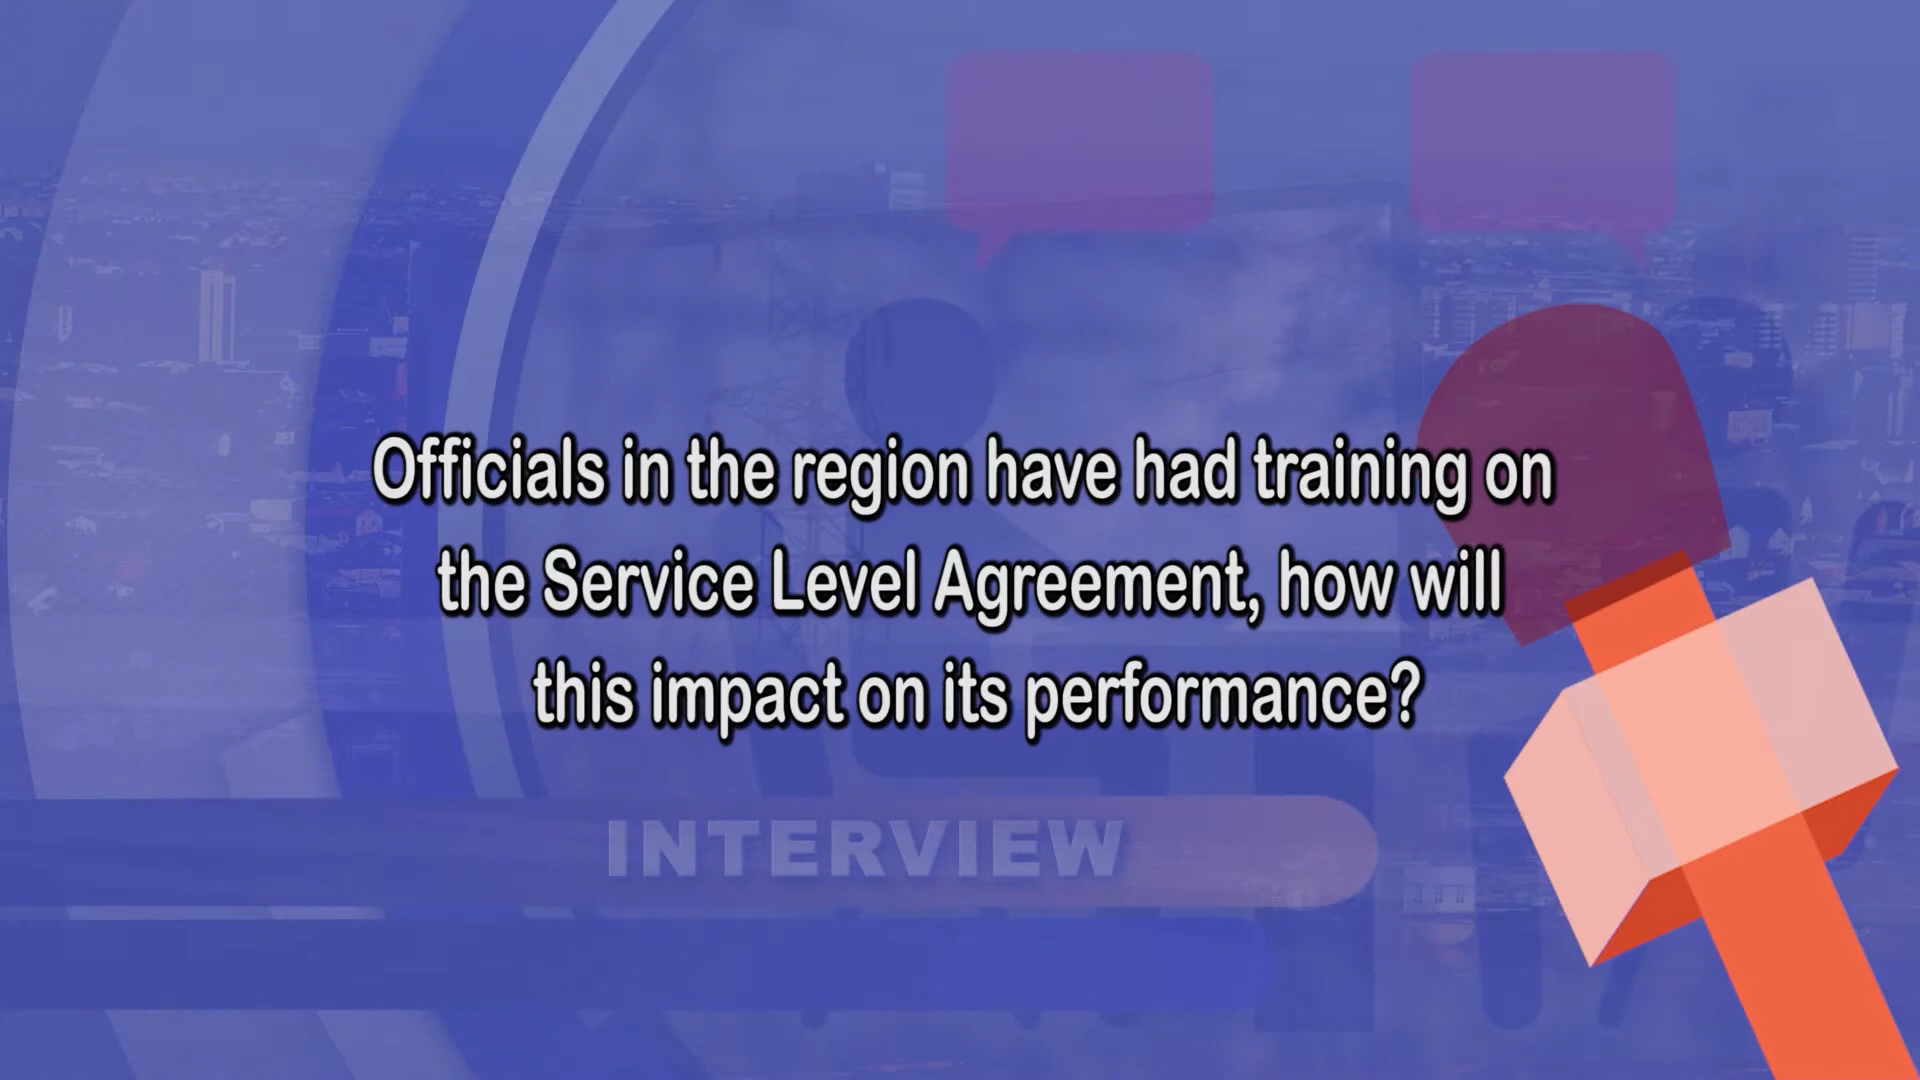 Officials in the region have had training on
the Service Level Agreement, how will
this impact on its performance?
INTERVIEW